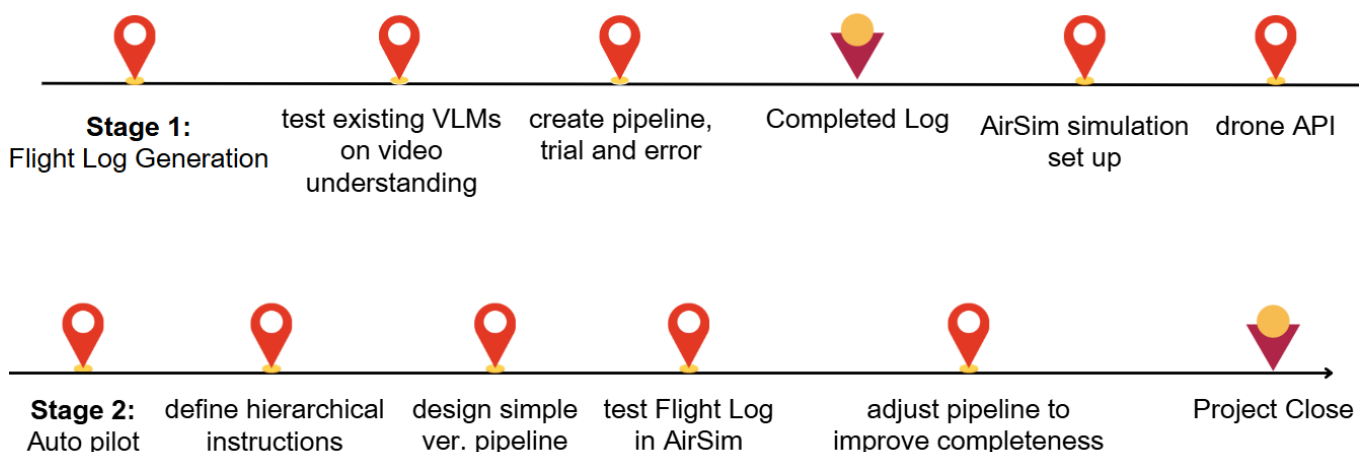 Stage 1:
Flight Log Generation
test existing VLMs
on video
understanding
create pipeline,
trial and error
Completed Log
AirSim simulation
set up
drone API
Stage 2:
Auto pilot
define hierarchical
instructions
design simple
ver. pipeline
test Flight Log
in AirSim
adjust pipeline to
improve completeness
Project Close